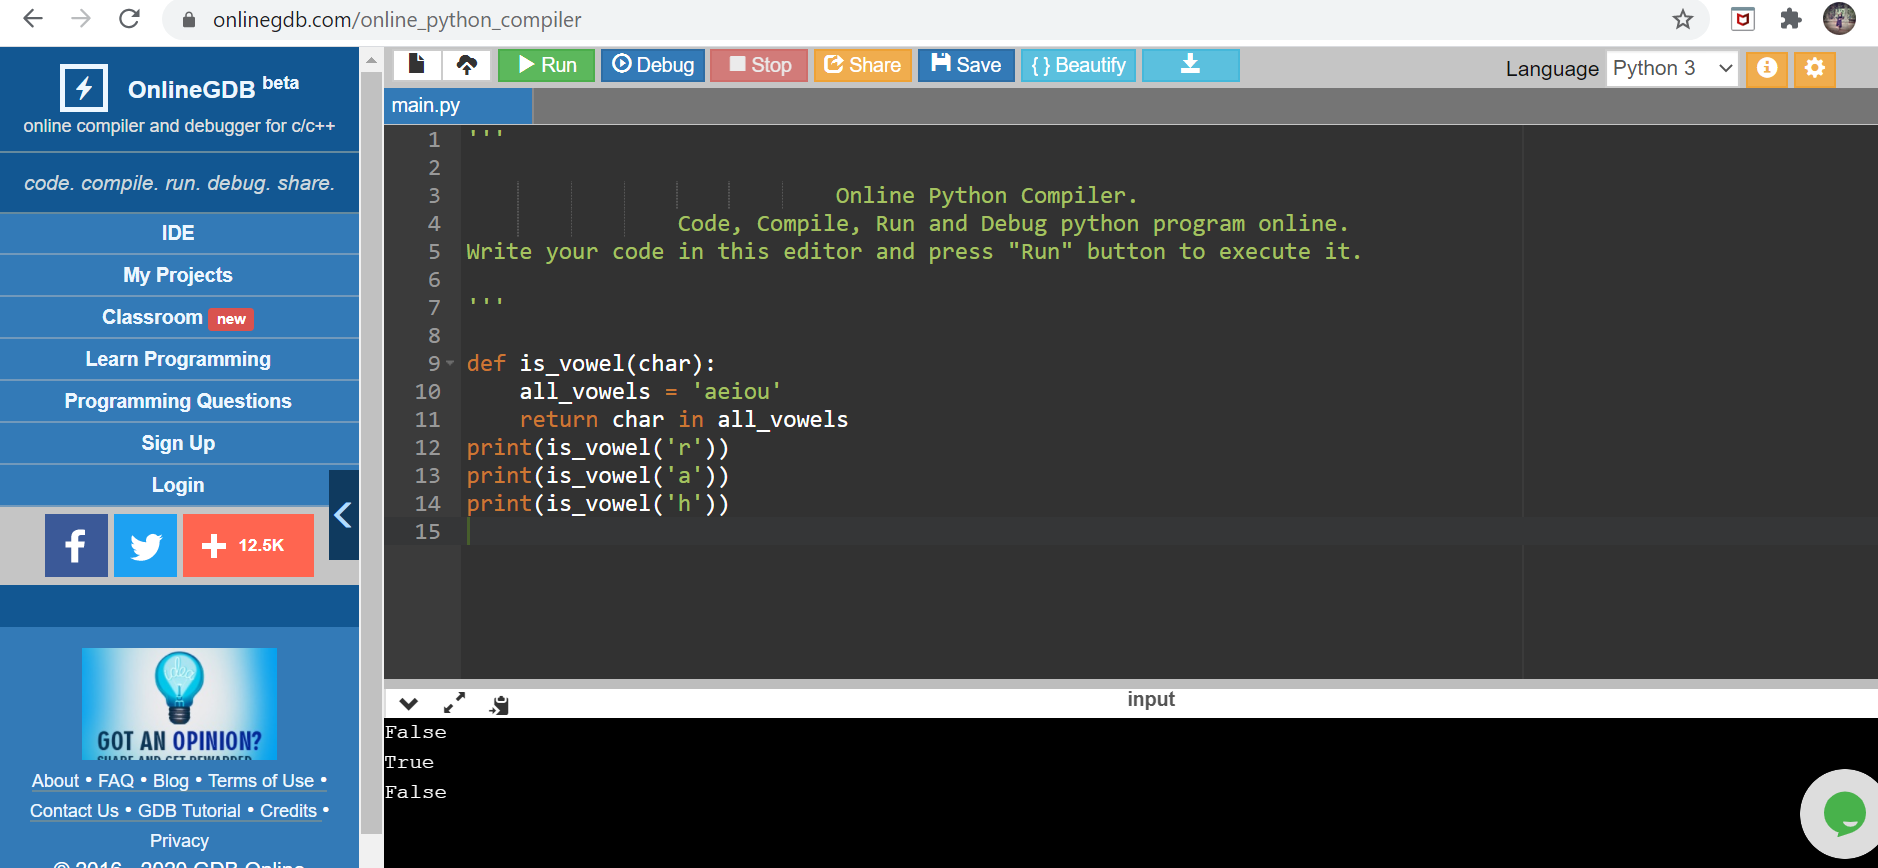 onlinegdb.com/online_python_compiler
OnlineGDB beta
online compiler and debugger for c/c++
code. compile. run. debug. share.
IDE
My Projects
Classroom new
Learn Programming
Programming Questions
Sign Up
Login
f
+ 12.5K
GOT AN OPINION?
SHARE AND GET REWARDED
About • FAQ • Blog • Terms of Use •
Contact Us • GDB Tutorial • Credits •
Privacy
© 2016 - 2020 GDB Online
Run Debug Stop Share Save { } Beautify
Language Python 3
main.py
1 '''
2
3 Online Python Compiler.
4 Code, Compile, Run and Debug python program online.
5 Write your code in this editor and press "Run" button to execute it.
6
7 '''
8
9 def is_vowel(char):
10 all_vowels = 'aeiou'
11 return char in all_vowels
12 print(is_vowel('r'))
13 print(is_vowel('a'))
14 print(is_vowel('h'))
15
input
False
True
False